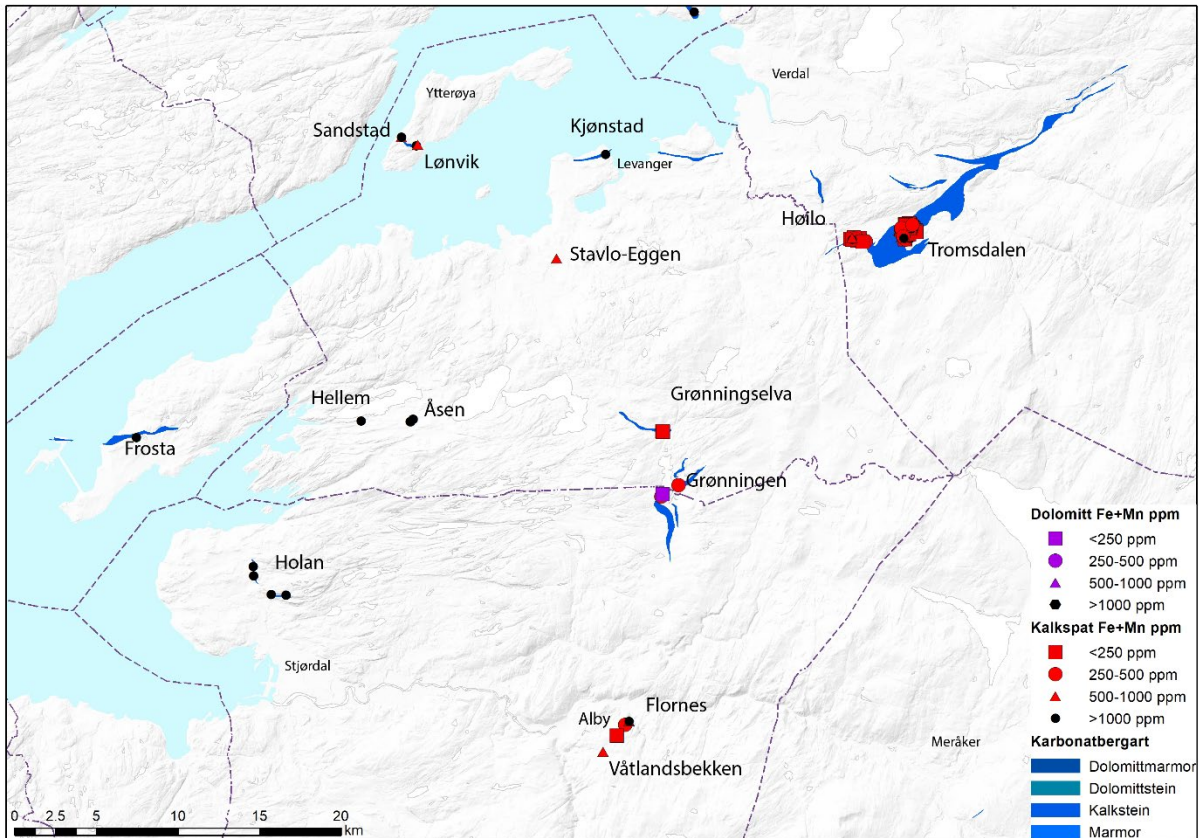 Verdal
Ytterøya
Sandstad
Kjønstad
Lønvik
Levanger
Høilo
Tromsdalen
Stavlo-Eggen
Grønningselva
Hellem
Åsen
Frosta
Grønningen
Holan
Stjørdal
Flornes
Alby
Våtlandsbekken
Meråker
Dolomitt Fe+Mn ppm
<250 ppm
250-500 ppm
500-1000 ppm
>1000 ppm
Kalkspat Fe+Mn ppm
<250 ppm
250-500 ppm
500-1000 ppm
>1000 ppm
Karbonatbergart
Dolomittmarmor
Dolomittstein
Kalkstein
Marmor
0 2.5 5 10 15 20
km